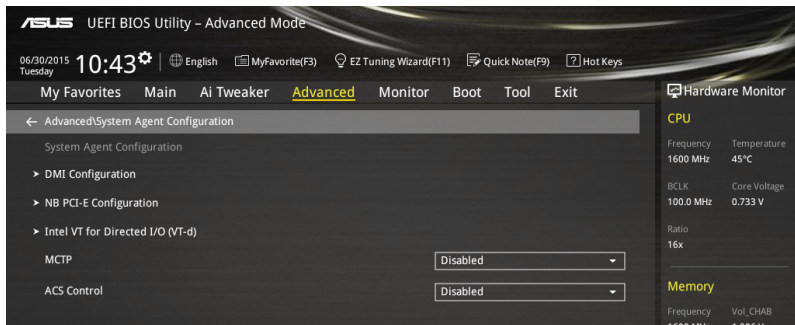 ASUS UEFI BIOS Utility – Advanced Mode
06/30/2015
Tuesday
10:43
English
MyFavorite(F3)
EZ Tuning Wizard(F11)
Quick Note(F9)
? Hot Keys
My Favorites Main Ai Tweaker Advanced Monitor Boot Tool Exit
Hardware Monitor
← Advanced\System Agent Configuration
System Agent Configuration
➤ DMI Configuration
➤ NB PCI-E Configuration
➤ Intel VT for Directed I/O (VT-d)
MCTP Disabled
ACS Control Disabled
CPU
Frequency Temperature
1600 MHz 45°C
BCLK Core Voltage
100.0 MHz 0.733 V
Ratio
16x
Memory
Frequency Vol_CHAB